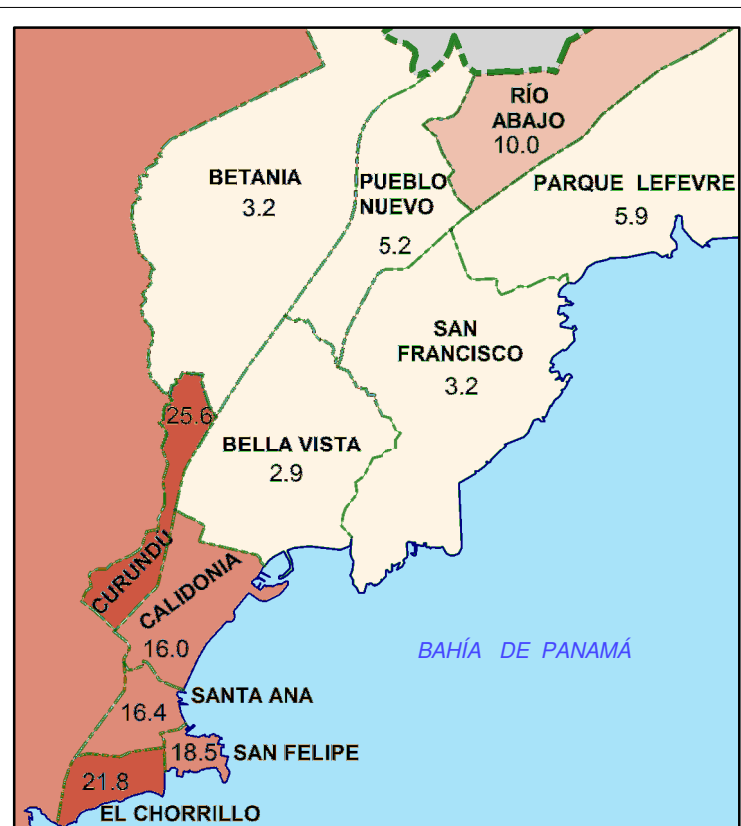 RÍO
ABAJO
10.0
BETANIA
3.2
PUEBLO
NUEVO
5.2
PARQUE LEFEVRE
5.9
SAN
FRANCISCO
3.2
25.6
BELLA VISTA
2.9
CURUNDÚ
CALIDONIA
16.0
BAHÍA DE PANAMÁ
SANTA ANA
16.4
18.5 SAN FELIPE
21.8
EL CHORRILLO